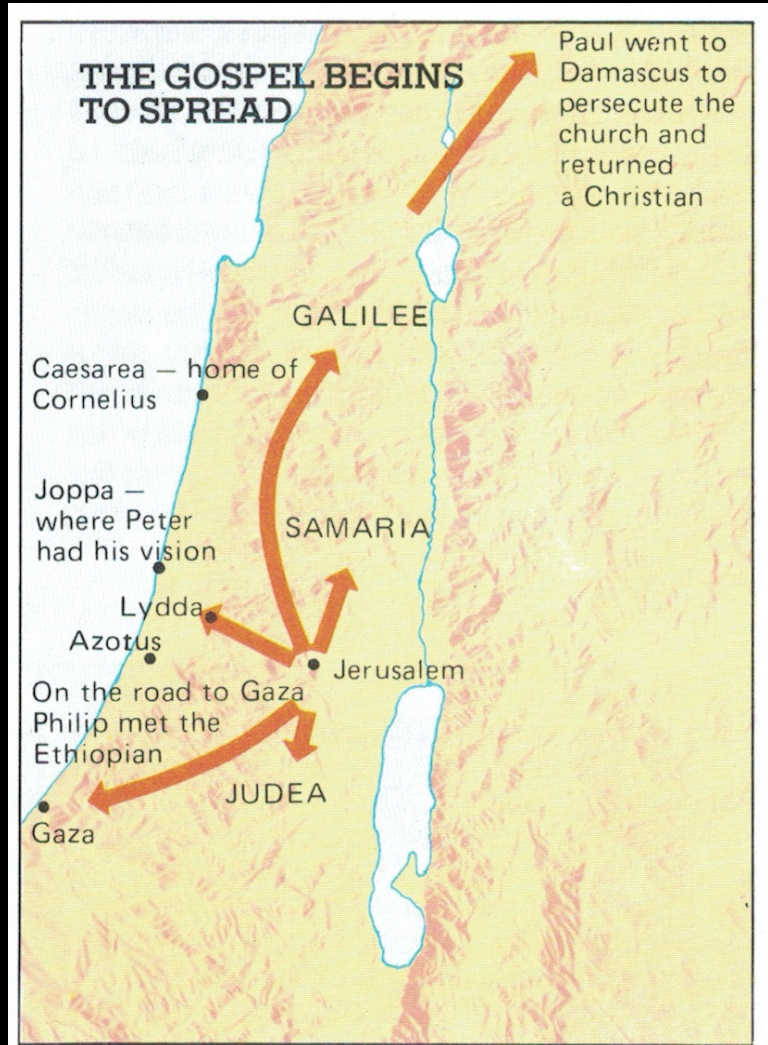 THE GOSPEL BEGINS
TO SPREAD
Paul went to
Damascus to
persecute the
church and
returned
a Christian
GALILEE
Caesarea – home of
Cornelius
Joppa –
where Peter
had his vision
SAMARIA
Lydda
Azotus
Jerusalem
On the road to Gaza
Philip met the
Ethiopian
JUDEA
Gaza